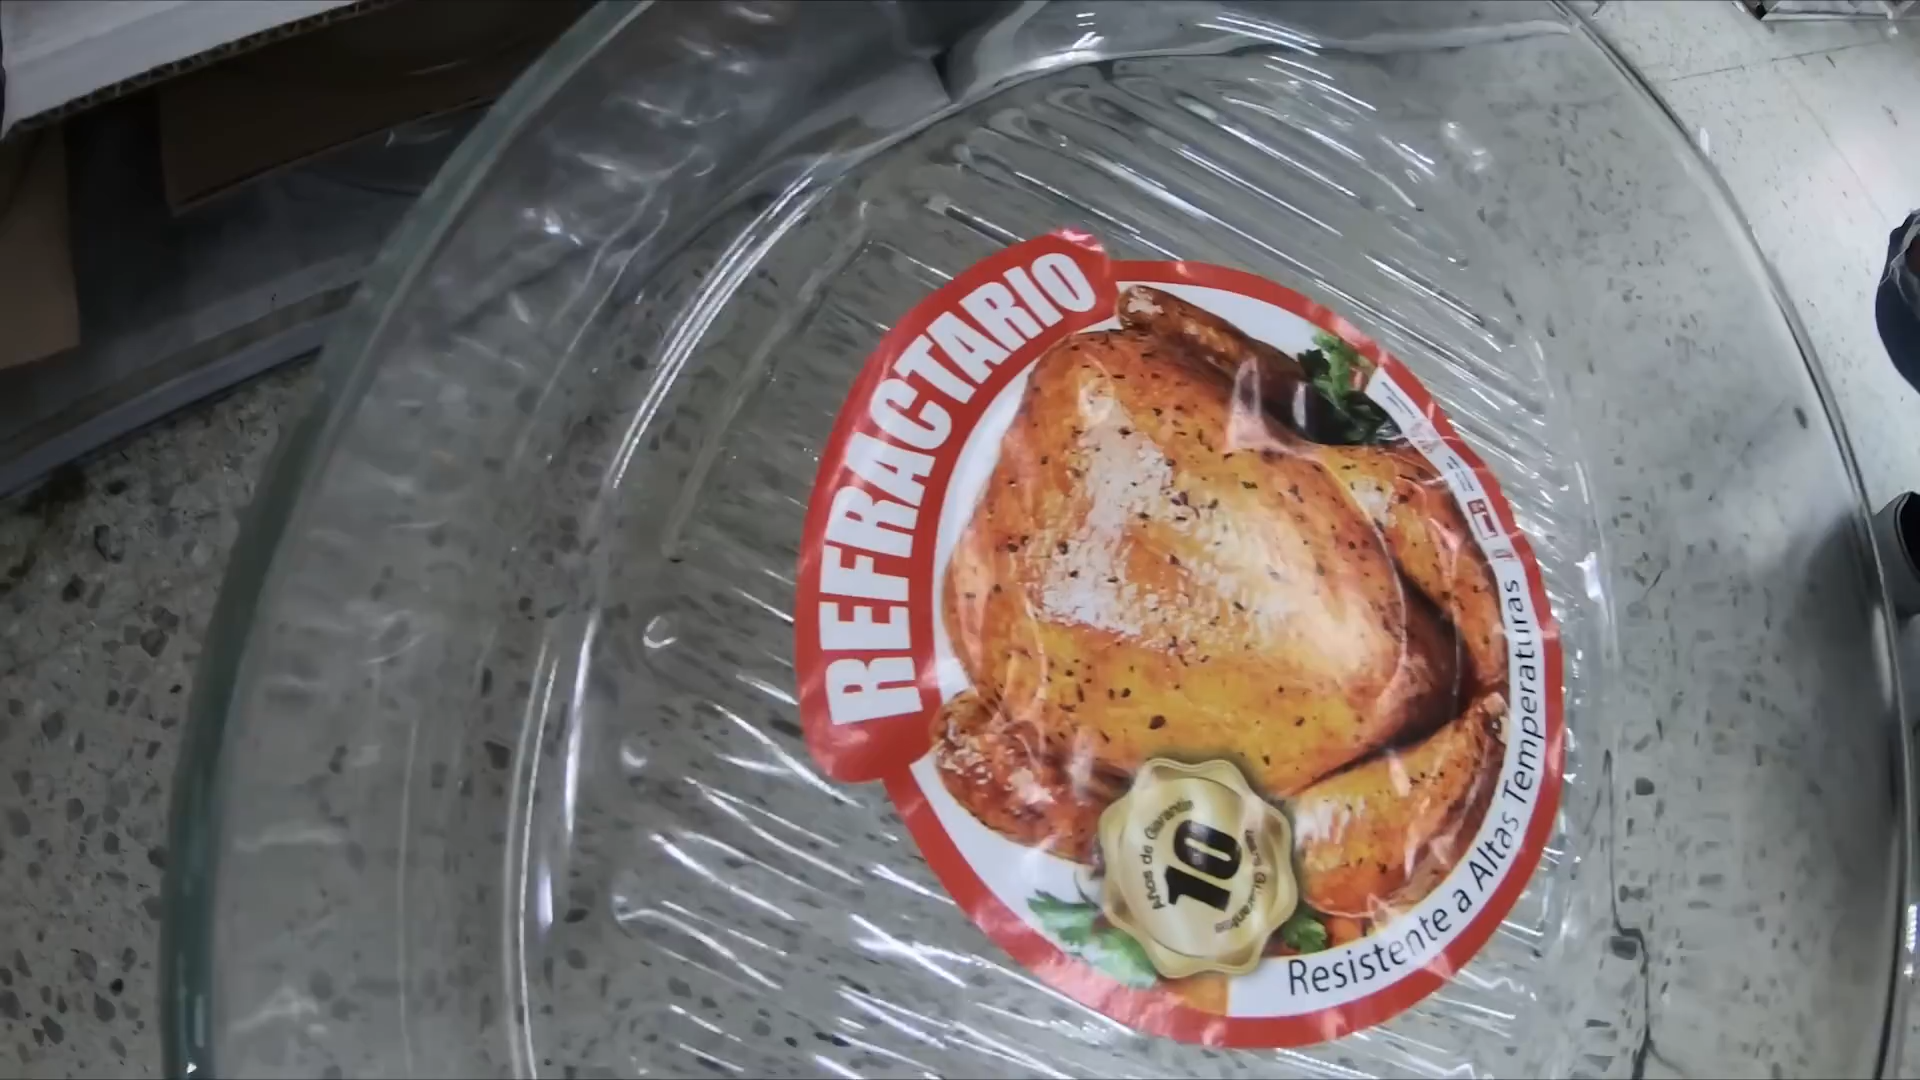 REFRACTARIO
Años de Garantía
10
Resistente a Altas Temperaturas